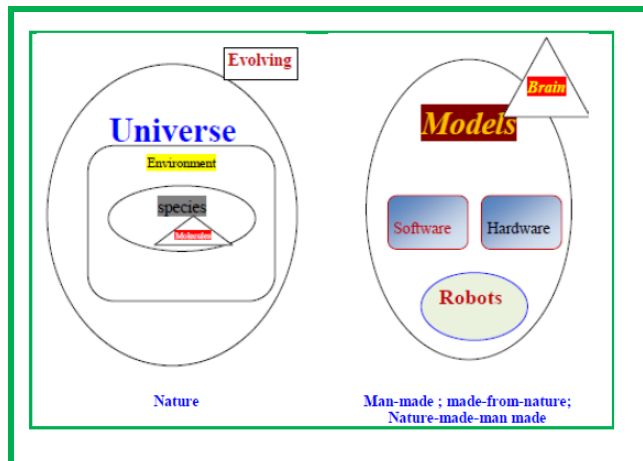 Evolving
Universe
Environment
species
Molecules
Nature
Brain
Models
Software
Hardware
Robots
Man-made ; made-from-nature;
Nature-made-man made